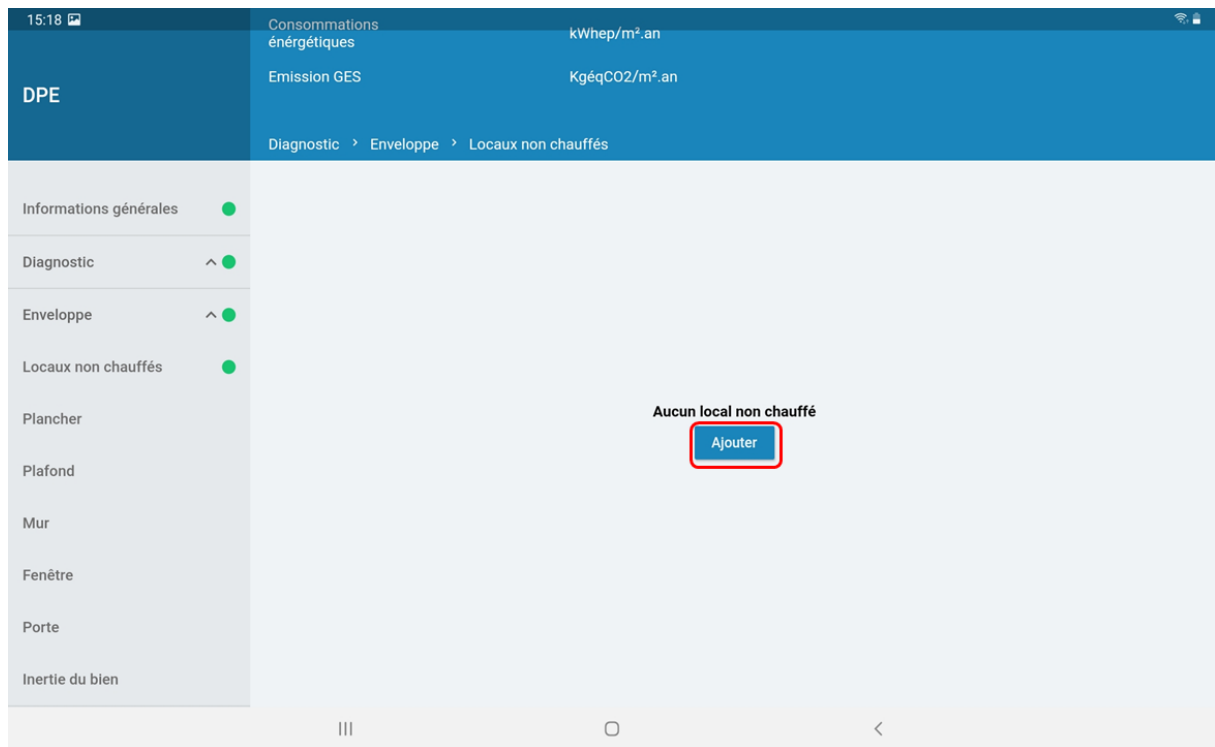 15:18
DPE
Consommations
énérgétiques
kWhep/m².an
Emission GES
KgéqCO2/m².an
Diagnostic > Enveloppe > Locaux non chauffés
Informations générales
Diagnostic
Enveloppe
Locaux non chauffés
Plancher
Plafond
Mur
Fenêtre
Porte
Inertie du bien
Aucun local non chauffé
Ajouter